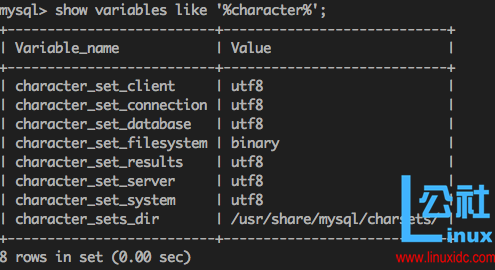 mysql> show variables like '%character%';
+--------------------------+----------------------------+
| Variable_name            | Value                      |
+--------------------------+----------------------------+
| character_set_client     | utf8                       |
| character_set_connection | utf8                       |
| character_set_database   | utf8                       |
| character_set_filesystem | binary                     |
| character_set_results    | utf8                       |
| character_set_server     | utf8                       |
| character_set_system     | utf8                       |
| character_sets_dir       | /usr/share/mysql/charsets/ |
+--------------------------+----------------------------+
8 rows in set (0.00 sec)
公社
Linux
www.linuxidc.com